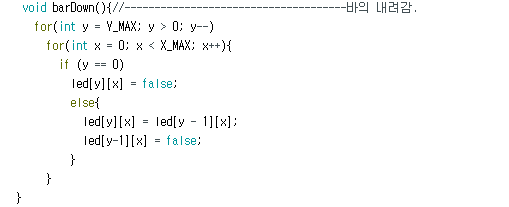 void barDown(){//-------------------------------------바의 내려감.
for(int y = Y_MAX; y > 0; y--)
for(int x = 0; x < X_MAX; x++){
if (y == 0)
led[y][x] = false;
else{
led[y][x] = led[y - 1][x];
led[y-1][x] = false;
}
}
}